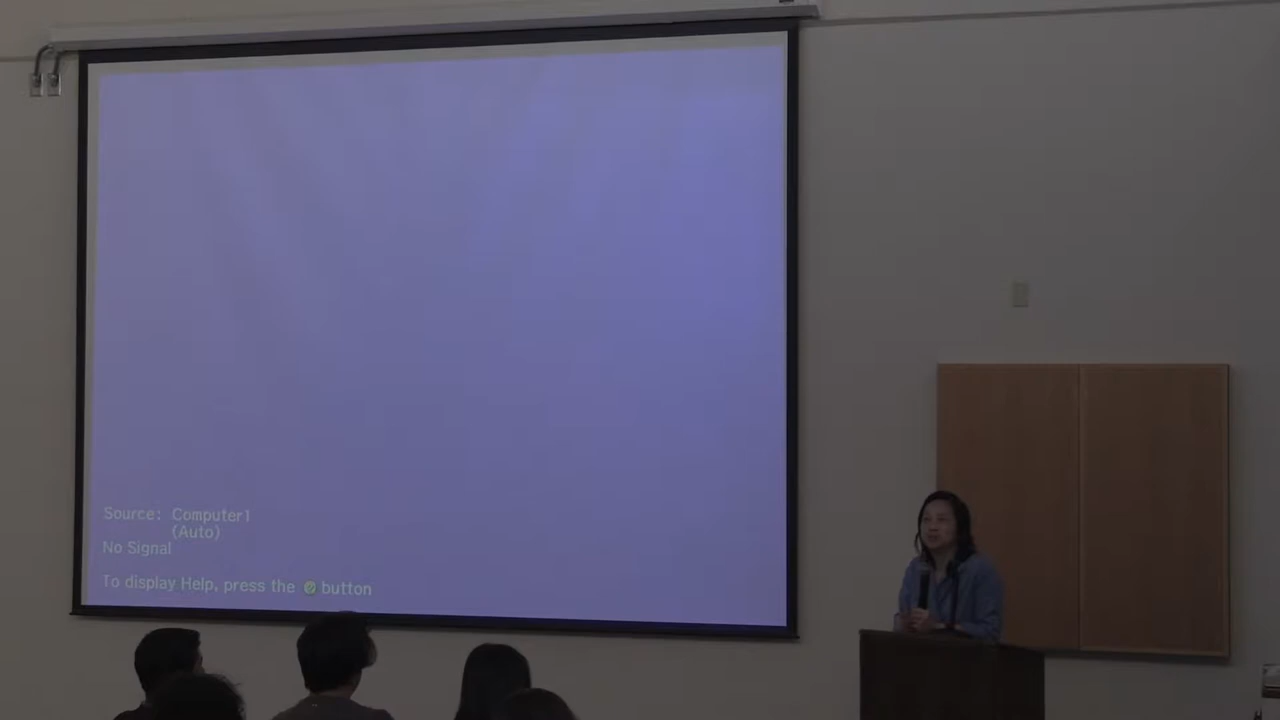 Source: Computer1
(Auto)
No Signal
To display Help, press the button